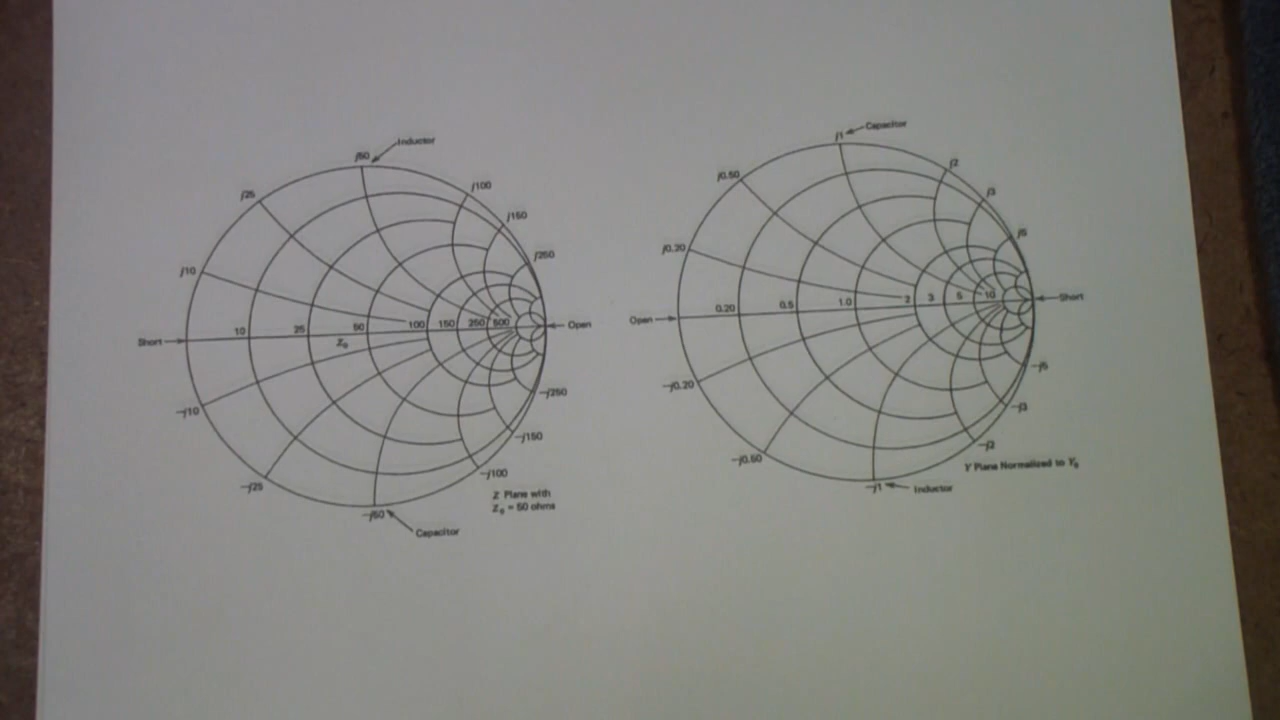 Inductor
j50
j25
j100
j150
j10
j250
10 25 50 100 150 250 500
Short
Open
Z₀
-j10
-j250
-j150
-j25
-j100
-j50
Z Plane with
Z₀ = 50 ohms
Capacitor
Capacitor
j1
j2
j0.50
j3
j5
j0.20
0.20 0.5 1.0 2 3 5 10
Short
Open
-j0.20
-j5
-j3
-j2
-j0.50
Y Plane Normalized to Y₀
-j1
Inductor